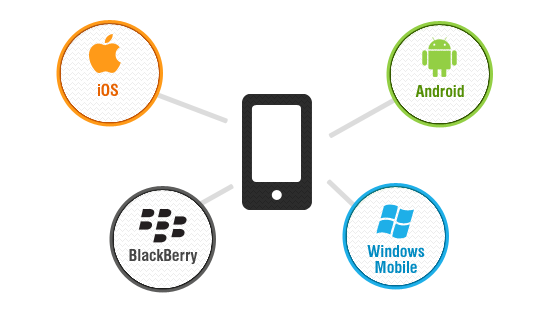 iOS
Android
BlackBerry
Windows
Mobile